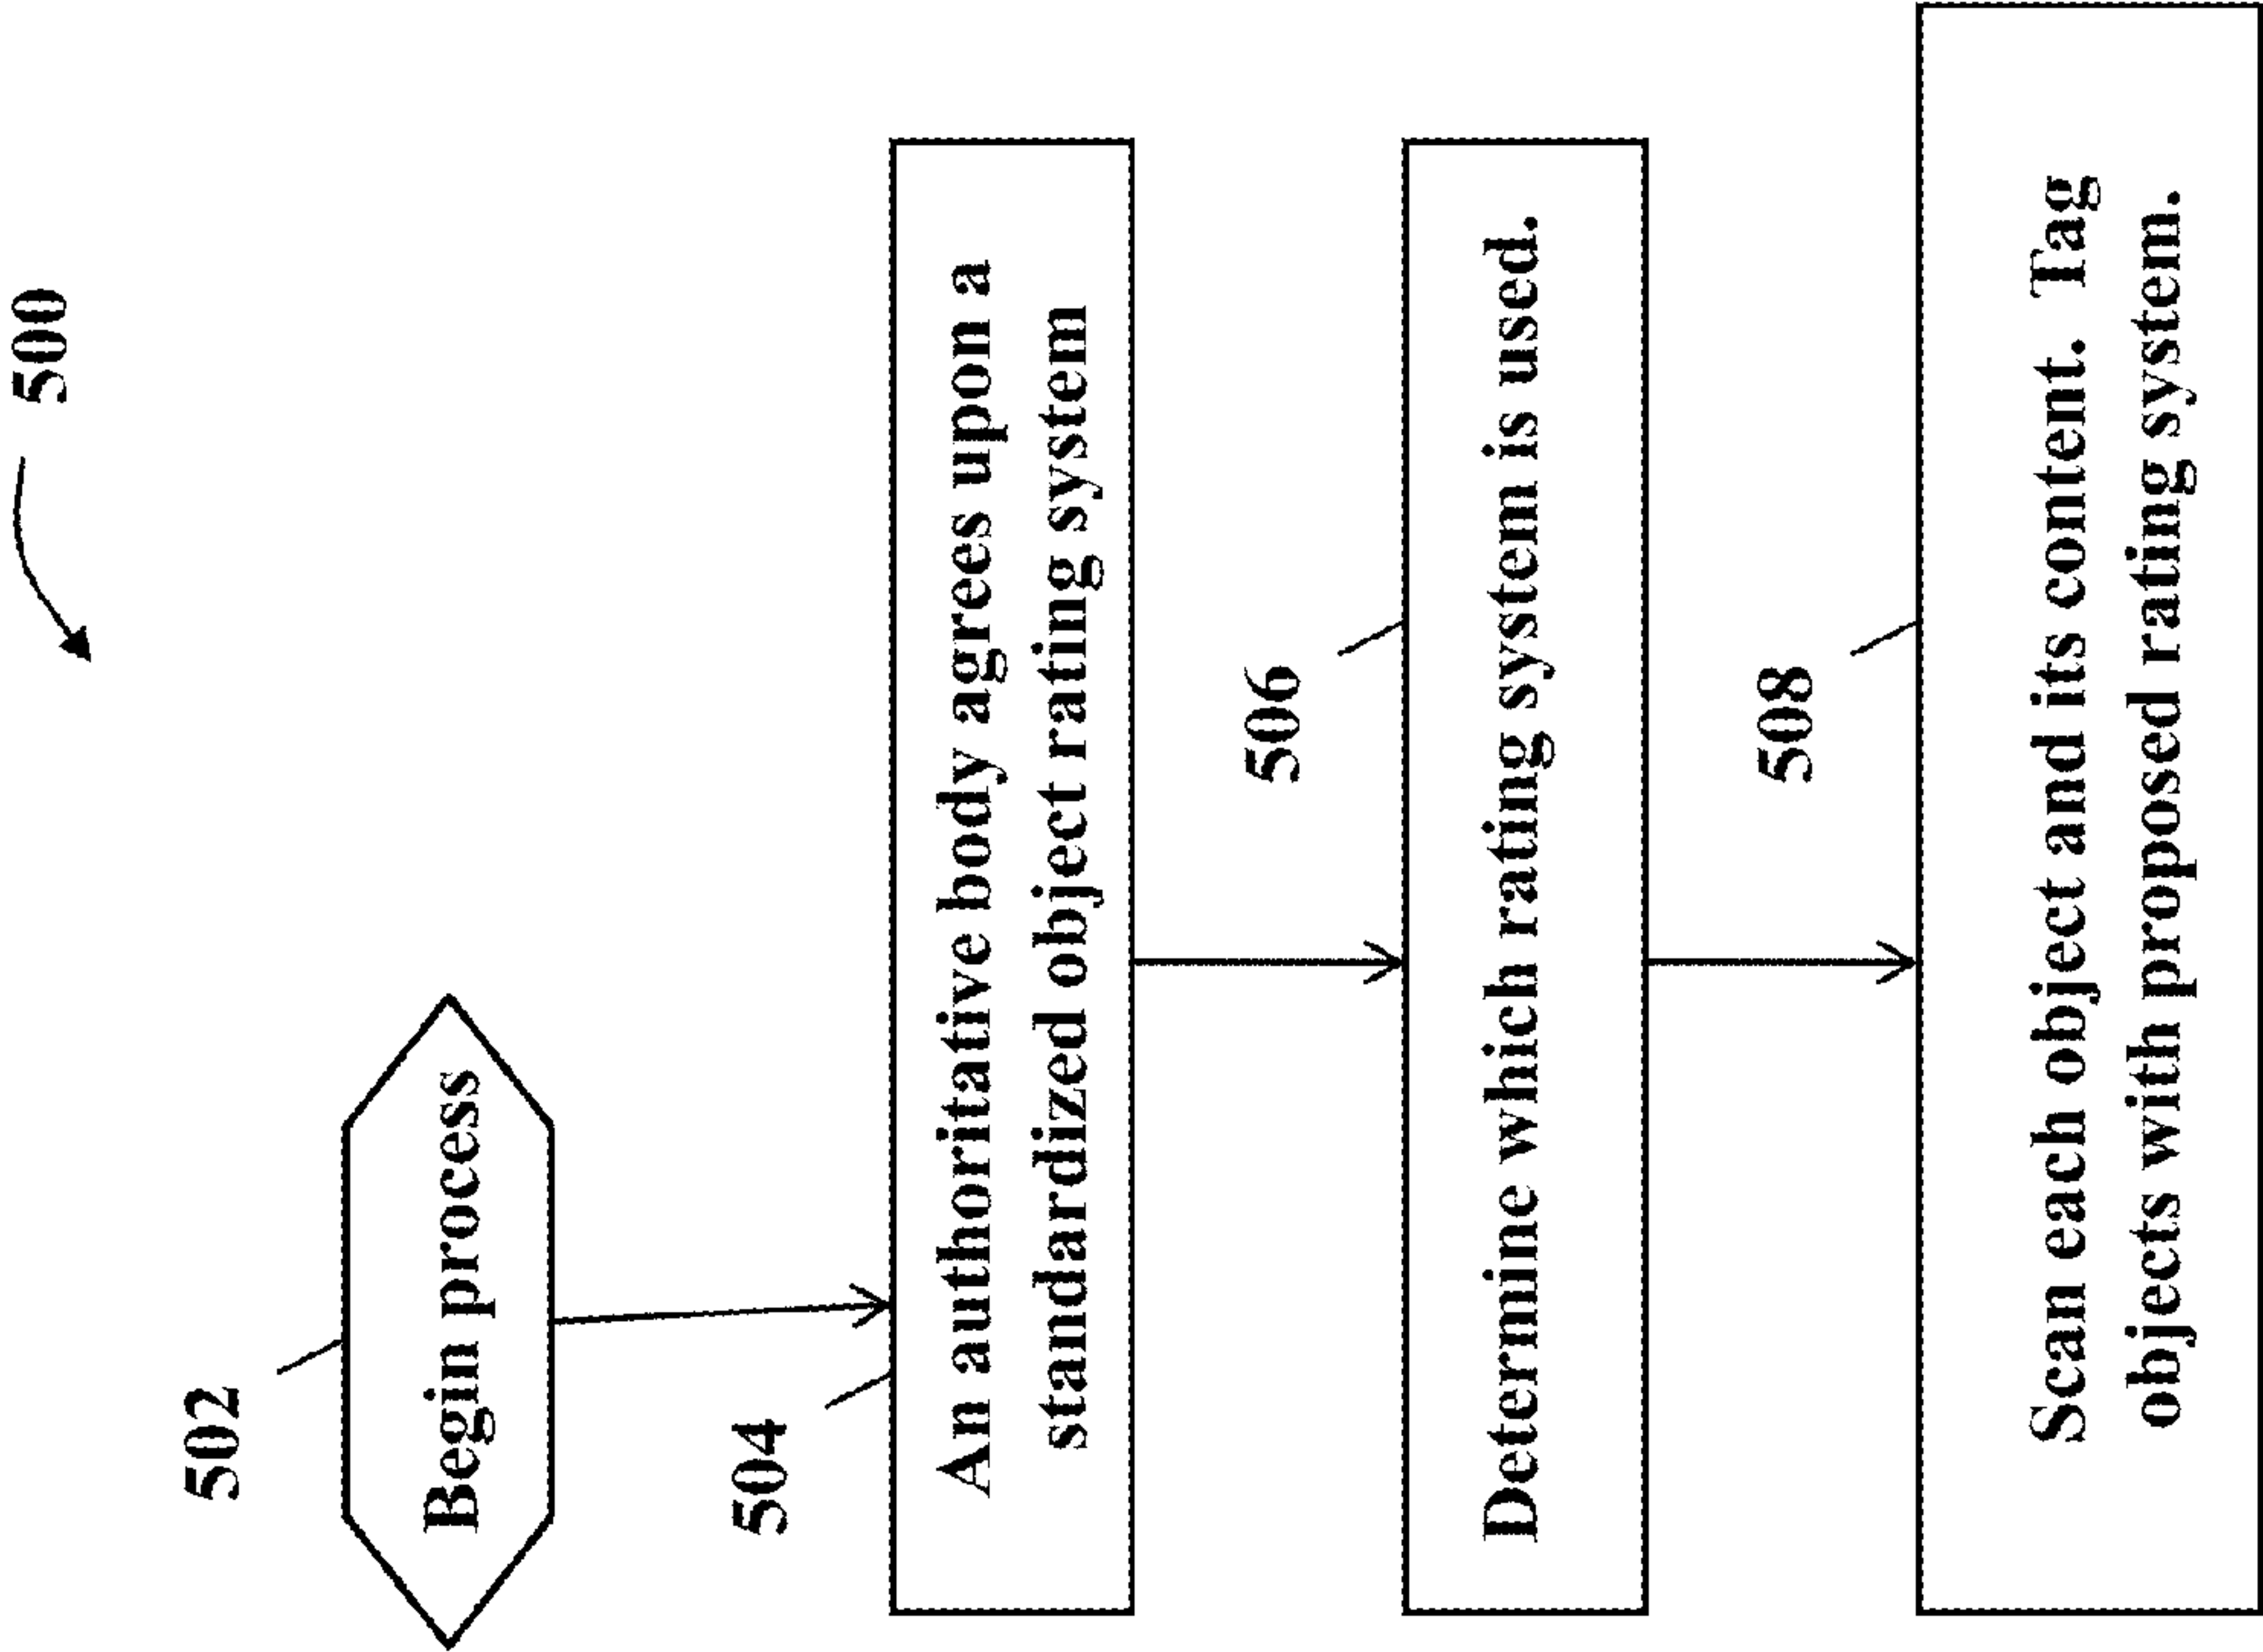 500
502
Begin process
504
An authoritative body agrees upon a
standardized object rating system
506
Determine which rating system is used.
508
Scan each object and its content.  Tag
objects with proposed rating system.